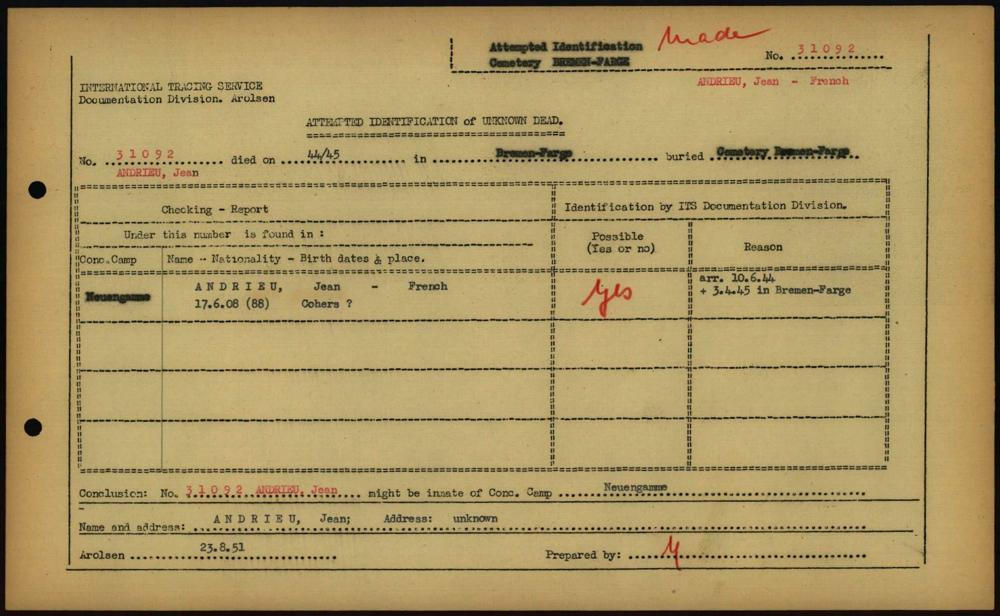 Attempted Identification made
Cemetery BREMEN-FARGE
No. 31092
ANDRIEU, Jean - French
INTERNATIONAL TRACING SERVICE
Documentation Division. Arolsen
ATTEMPTED IDENTIFICATION of UNKNOWN DEAD.
No. 31092 died on 44/45 in Bremen-Farge buried Cemetery Bremen-Farge
ANDRIEU, Jean
Checking - Report
Identification by ITS Documentation Division.
Under this number is found in :
Possible
(Yes or no)
Reason
Conc.Camp Name - Nationality - Birth dates & place.
Neuengamme
ANDRIEU, Jean - French
17.6.08 (88) Cohers ?
Yes
arr. 10.6.44
+ 3.4.45 in Bremen-Farge
Conclusion: No. 31092 ANDRIEU, Jean might be inmate of Conc. Camp Neuengamme
Name and address: ANDRIEU, Jean; Address: unknown
Arolsen 23.8.51
Prepared by: